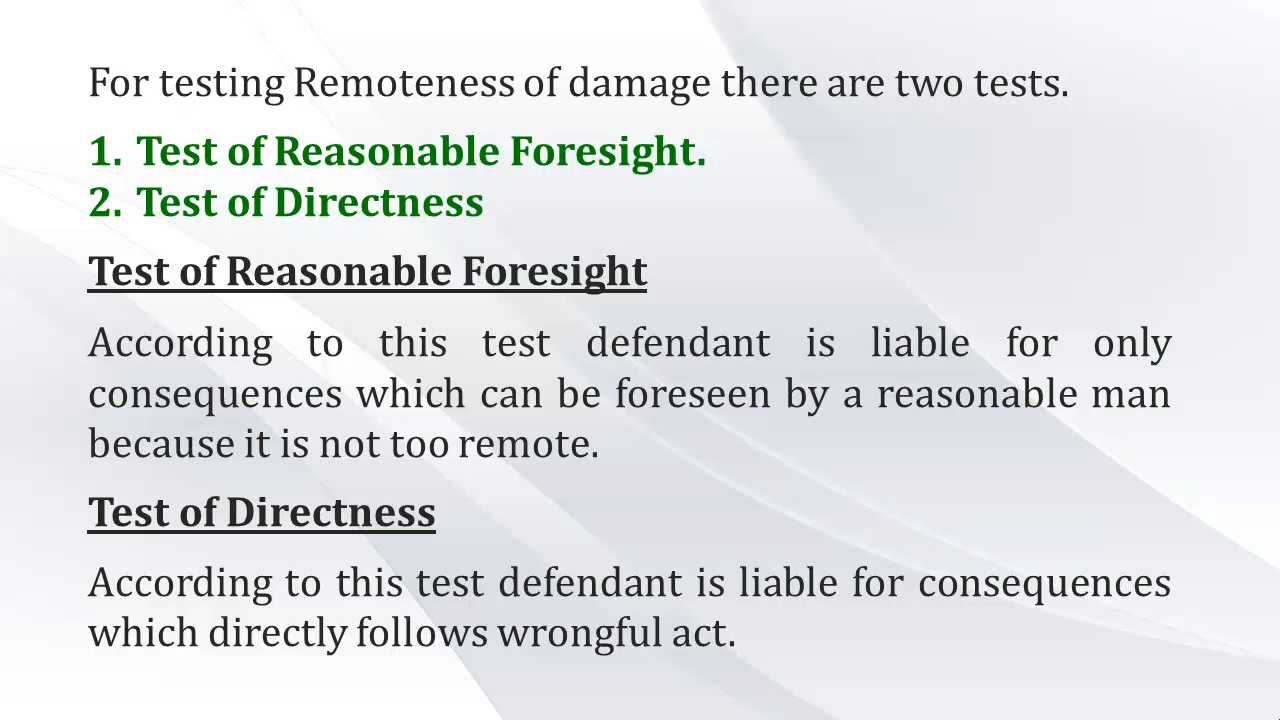 For testing Remoteness of damage there are two tests.
1. Test of Reasonable Foresight.
2. Test of Directness
Test of Reasonable Foresight
According to this test defendant is liable for only
consequences which can be foreseen by a reasonable man
because it is not too remote.
Test of Directness
According to this test defendant is liable for consequences
which directly follows wrongful act.